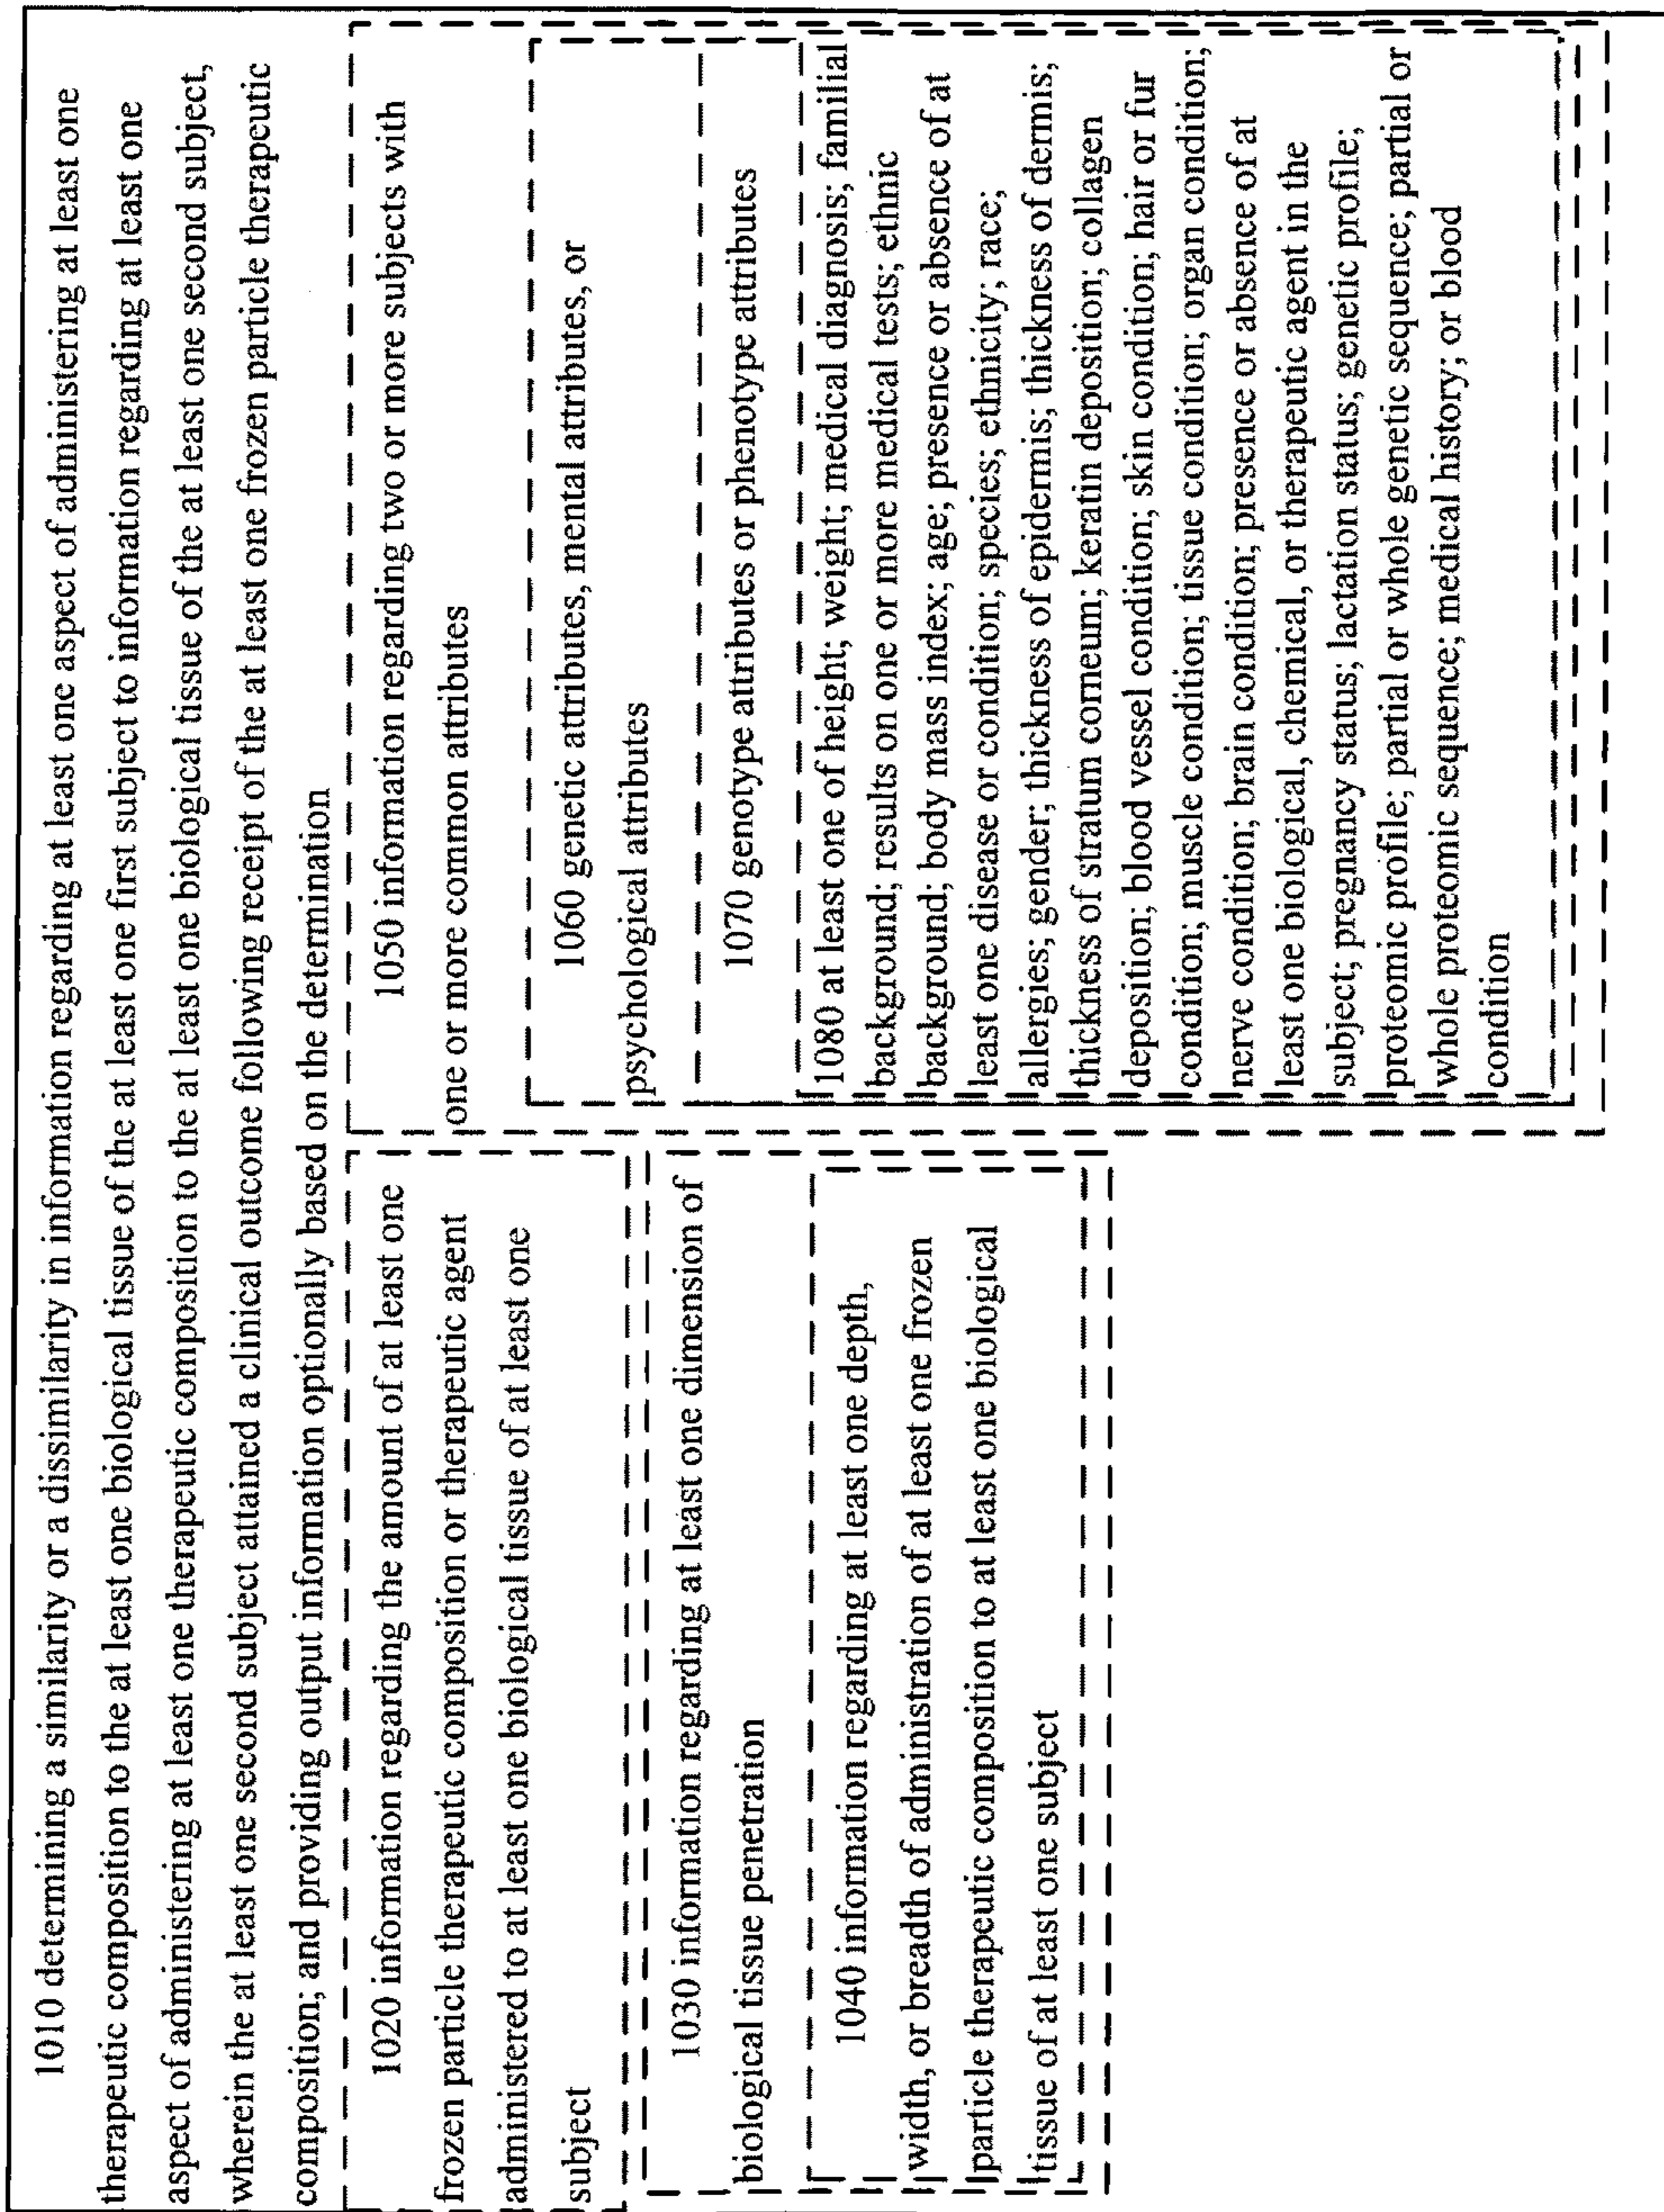 1010 determining a similarity or a dissimilarity in information regarding at least one aspect of administering at least one
therapeutic composition to the at least one biological tissue of the at least one first subject to information regarding at least one
aspect of administering at least one therapeutic composition to the at least one biological tissue of the at least one second subject,
wherein the at least one second subject attained a clinical outcome following receipt of the at least one frozen particle therapeutic
composition; and providing output information optionally based on the determination
1020 information regarding the amount of at least one
frozen particle therapeutic composition or therapeutic agent
administered to at least one biological tissue of at least one
subject
1030 information regarding at least one dimension of
biological tissue penetration
1040 information regarding at least one depth,
width, or breadth of administration of at least one frozen
particle therapeutic composition to at least one biological
tissue of at least one subject
1050 information regarding two or more subjects with
one or more common attributes
1060 genetic attributes, mental attributes, or
psychological attributes
1070 genotype attributes or phenotype attributes
1080 at least one of height; weight; medical diagnosis; familial
background; results on one or more medical tests; ethnic
background; body mass index; age; presence or absence of at
least one disease or condition; species; ethnicity; race;
allergies; gender; thickness of epidermis; thickness of dermis;
thickness of stratum corneum; keratin deposition; collagen
deposition; blood vessel condition; skin condition; hair or fur
condition; muscle condition; tissue condition; organ condition;
nerve condition; brain condition; presence or absence of at
least one biological, chemical, or therapeutic agent in the
subject; pregnancy status; lactation status; genetic profile;
proteomic profile; partial or whole genetic sequence; partial or
whole proteomic sequence; medical history; or blood
condition